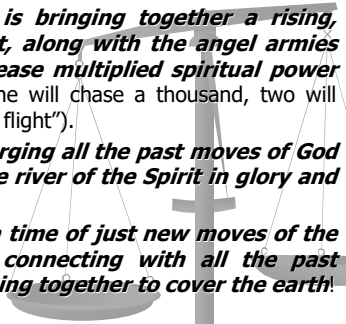 is bringing together a rising,
t, along with the angel armies
ease multiplied spiritual power
ne will chase a thousand, two will
flight").
rging all the past moves of God
e river of the Spirit in glory and
time of just new moves of the
connecting with all the past
ing together to cover the earth!